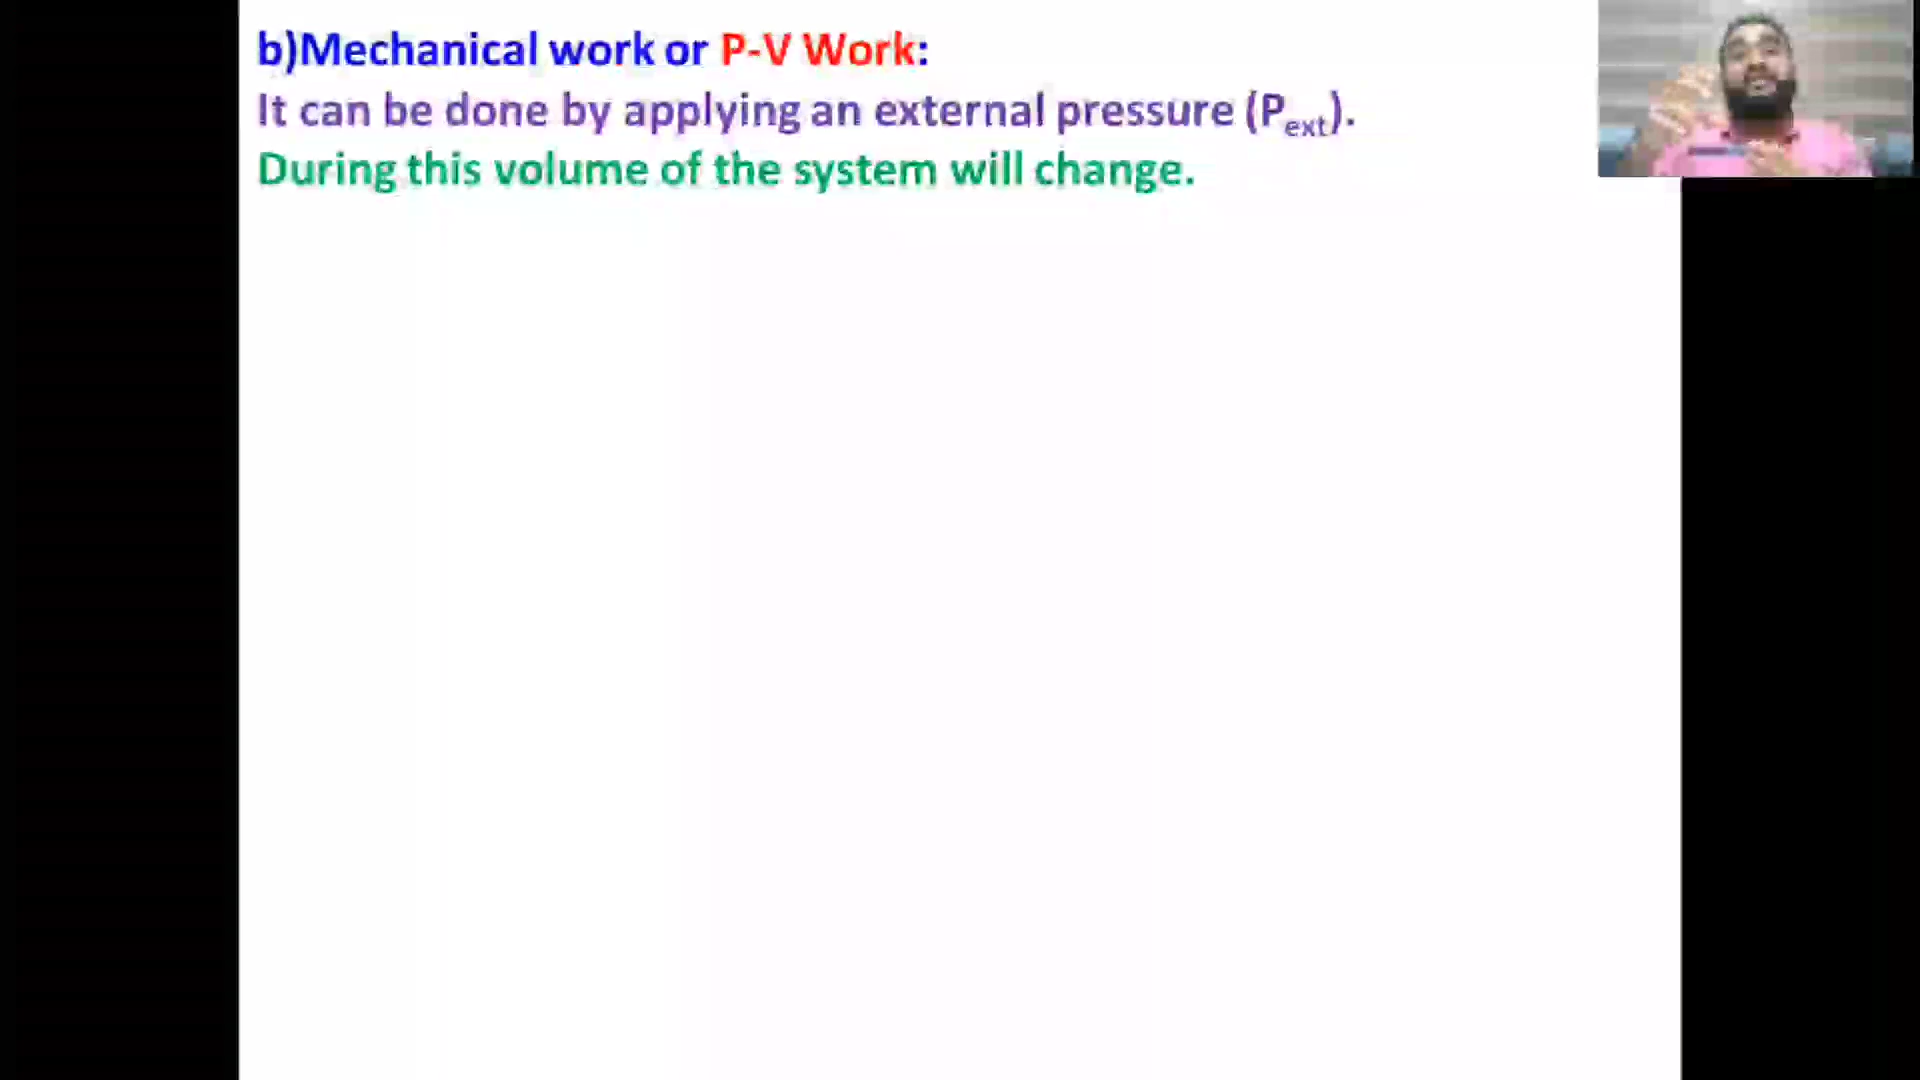 b)Mechanical work or P-V Work:
It can be done by applying an external pressure (Pext).
During this volume of the system will change.